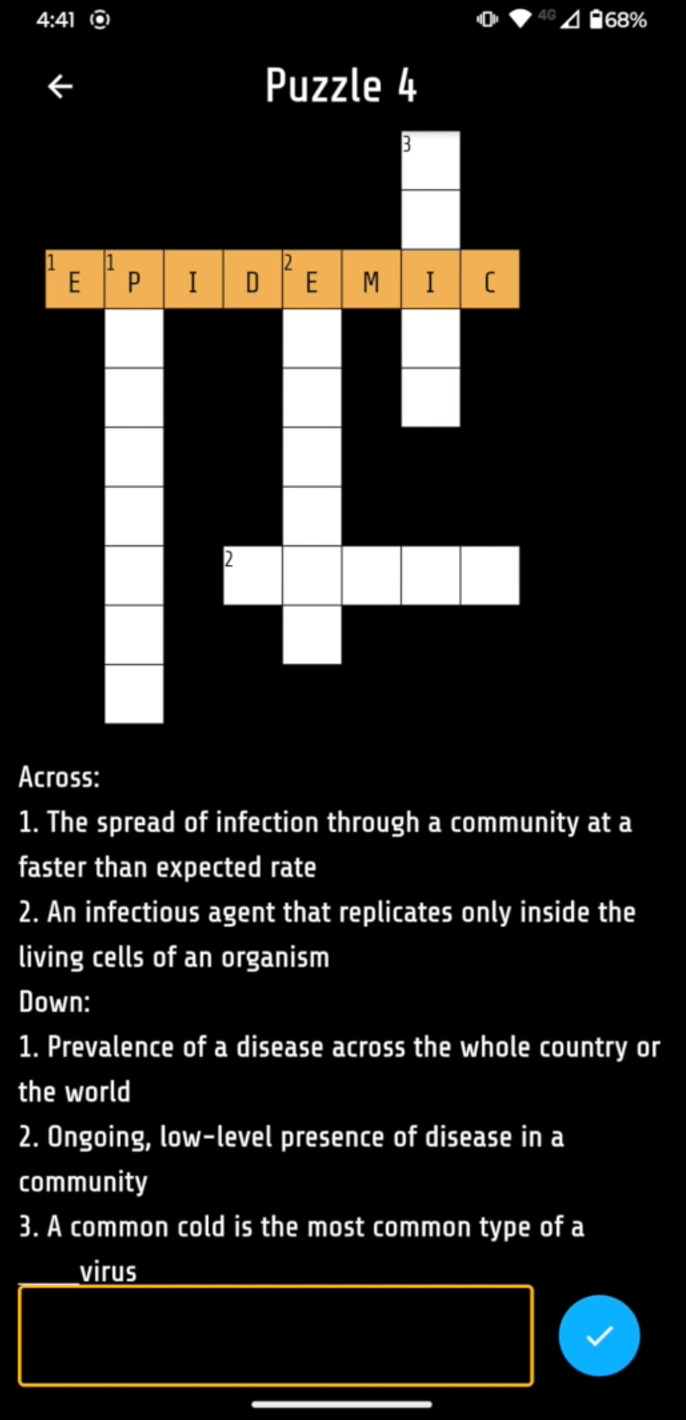 4:41 4G 68%
Puzzle 4
3
1 E 1 P I D 2 E M I C
2
Across:
1. The spread of infection through a community at a
faster than expected rate
2. An infectious agent that replicates only inside the
living cells of an organism
Down:
1. Prevalence of a disease across the whole country or
the world
2. Ongoing, low-level presence of disease in a
community
3. A common cold is the most common type of a
_____virus